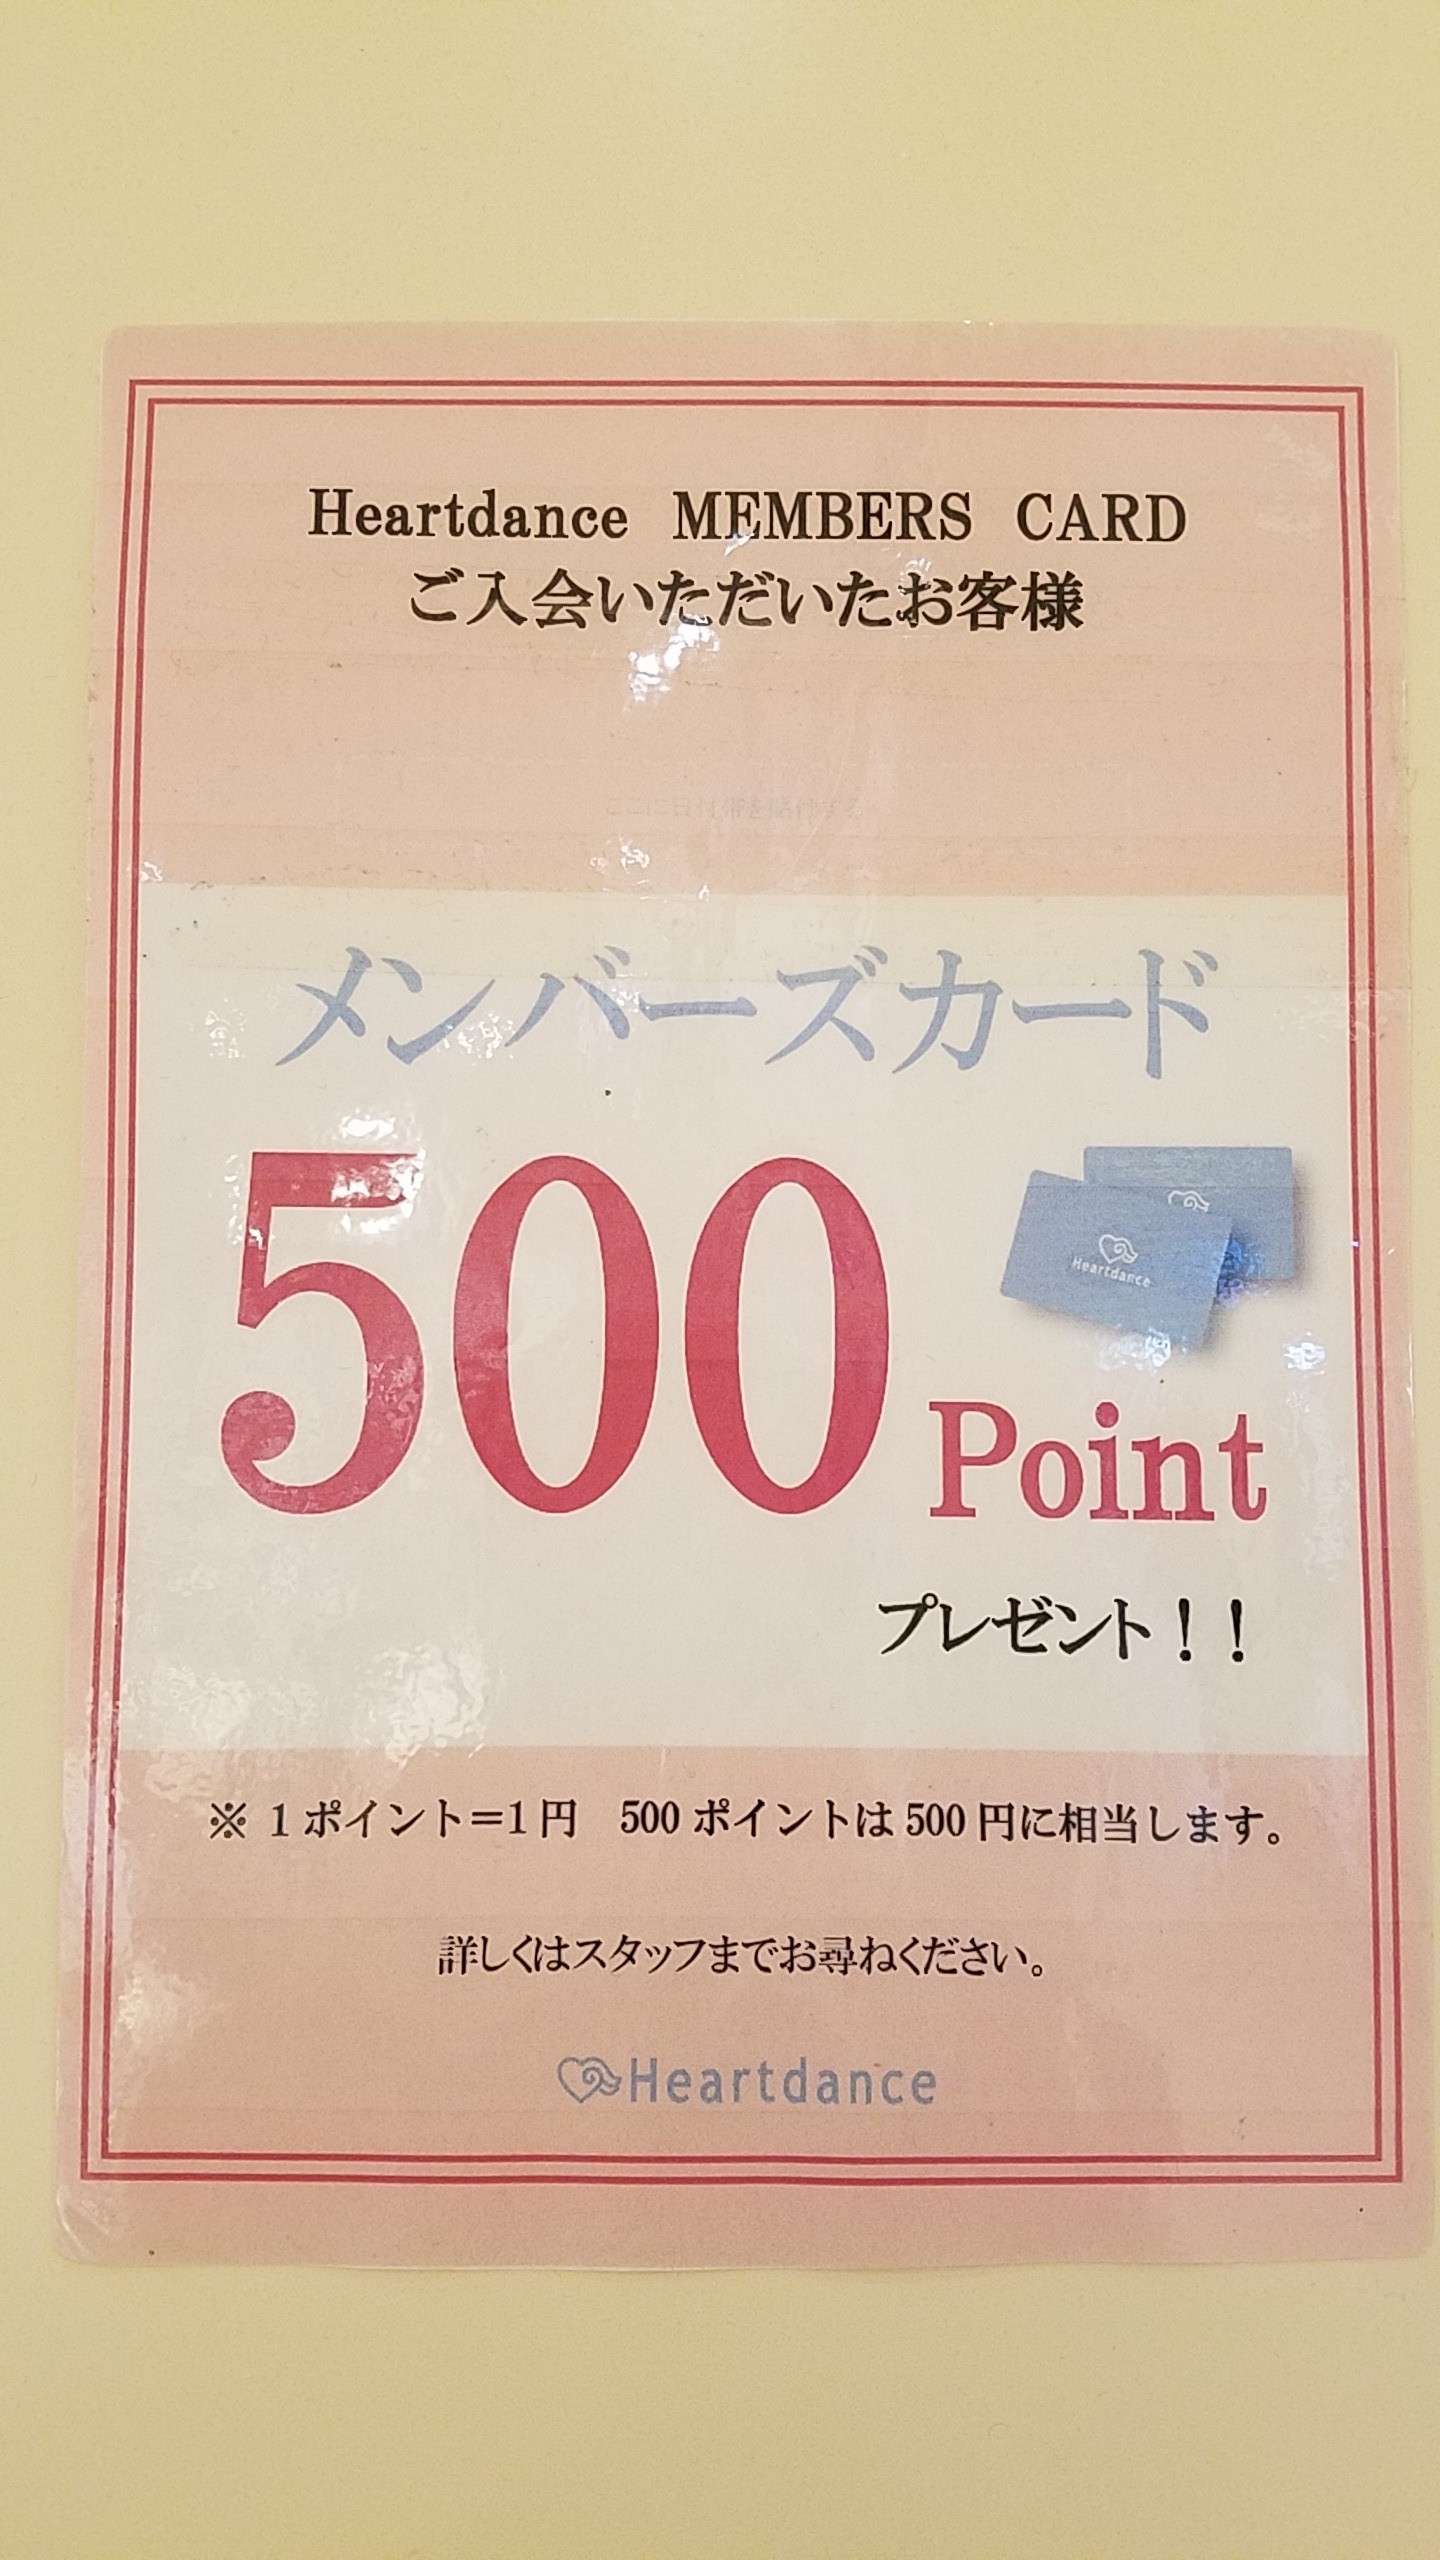 Heartdance MEMBERS CARD
ご入会いただいたお客様
メンバーズカード
500 Point
Heartdance
プレゼント！！
※１ポイント＝1円　500ポイントは500円に相当します。
詳しくはスタッフまでお尋ねください。
Heartdance